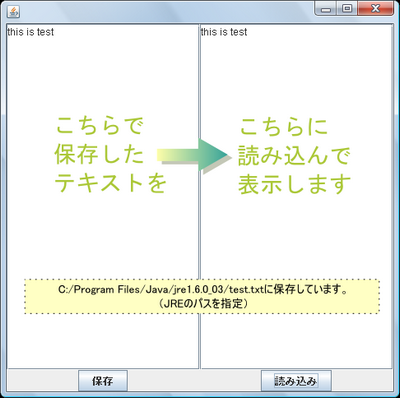 this is test
this is test
こちらで
保存した
テキストを
こちらに
読み込んで
表示します
C:/Program Files/Java/jre1.6.0_03/test.txtに保存しています。
（JREのパスを指定）
保存
読み込み